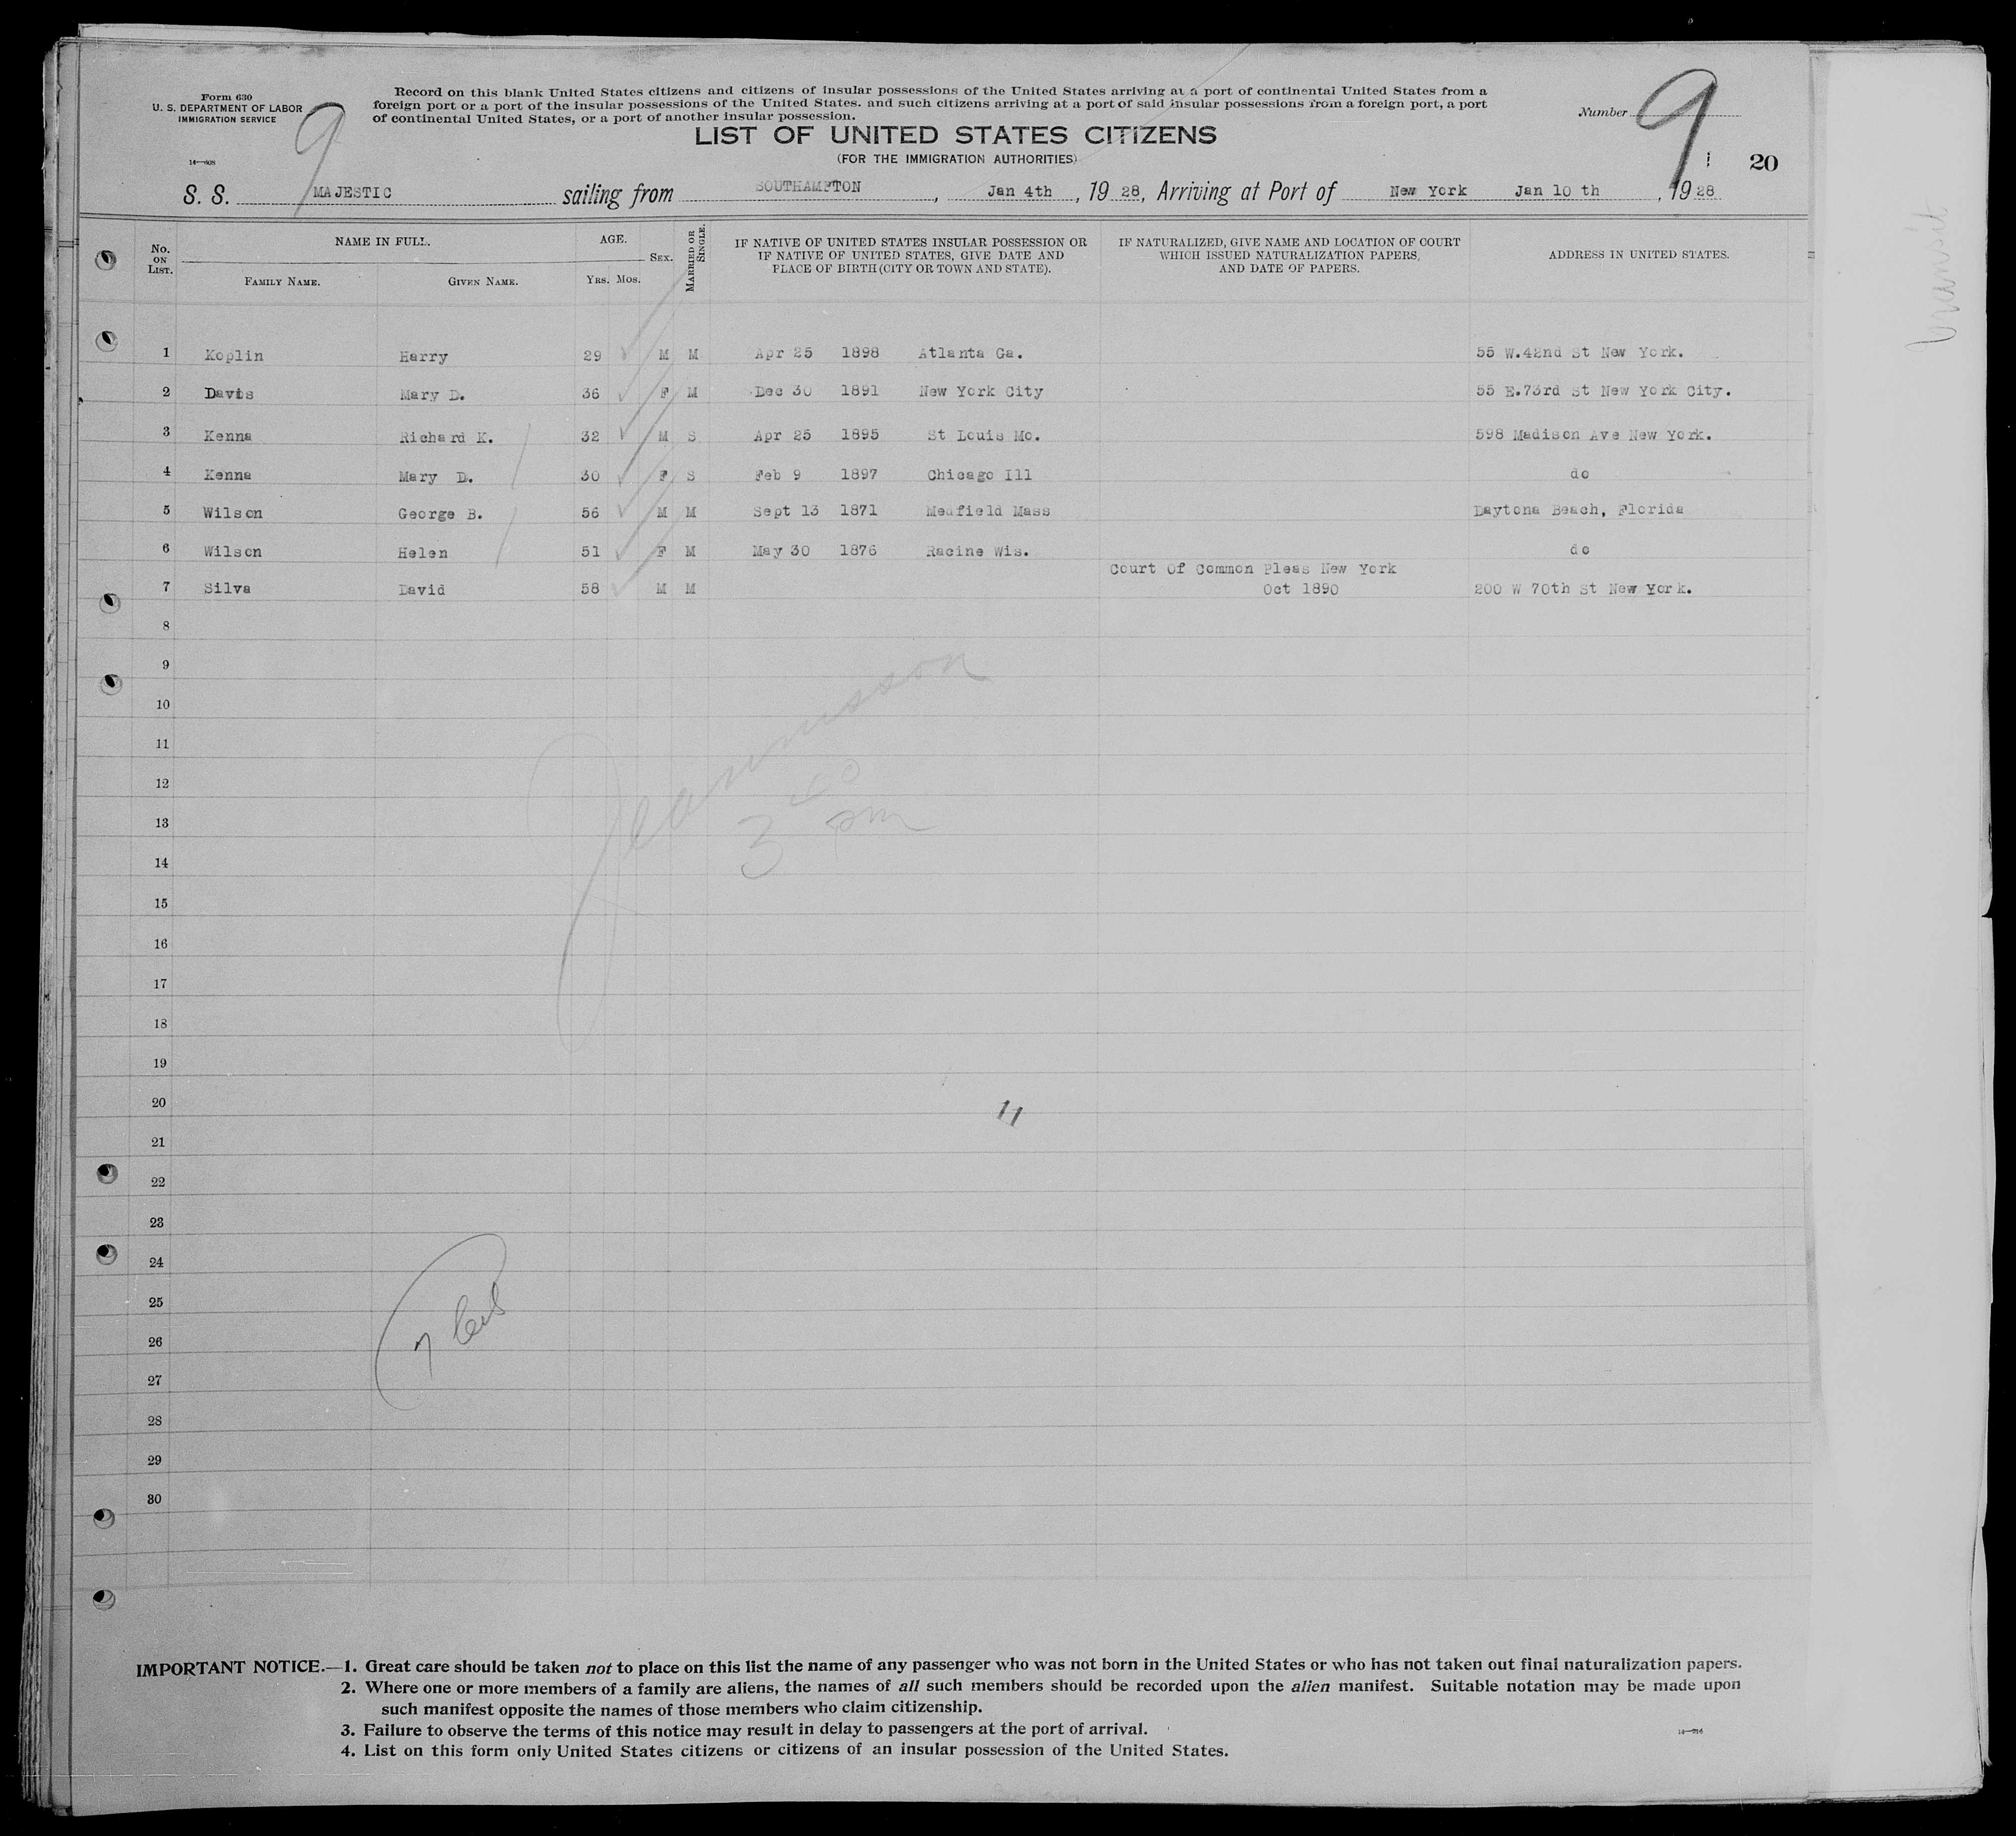 Form 630
U. S. DEPARTMENT OF LABOR
IMMIGRATION SERVICE
14—608
9
Record on this blank United States citizens and citizens of insular possessions of the United States arriving at a port of continental United States from a
foreign port or a port of the insular possessions of the United States. and such citizens arriving at a port of said insular possessions from a foreign port, a port
of continental United States, or a port of another insular possession.
LIST OF UNITED STATES CITIZENS
(FOR THE IMMIGRATION AUTHORITIES)
Number 9
20
S. S. MAJESTIC sailing from SOUTHAMPTON, Jan 4th, 19 28, Arriving at Port of New York Jan 10 th, 19 28
No. ON LIST. NAME IN FULL. FAMILY NAME. GIVEN NAME. AGE. YRS. MOS. SEX. MARRIED OR SINGLE. IF NATIVE OF UNITED STATES INSULAR POSSESSION OR IF NATIVE OF UNITED STATES, GIVE DATE AND PLACE OF BIRTH (CITY OR TOWN AND STATE). IF NATURALIZED, GIVE NAME AND LOCATION OF COURT WHICH ISSUED NATURALIZATION PAPERS, AND DATE OF PAPERS. ADDRESS IN UNITED STATES.
1 Koplin Harry 29 M M Apr 25 1898 Atlanta Ga. 55 W.42nd St New York.
2 Davis Mary D. 36 F M Dec 30 1891 New York City 55 E.73rd St New York City.
3 Kenna Richard K. 32 M S Apr 25 1895 St Louis Mo. 598 Madison Ave New York.
4 Kenna Mary D. 30 F S Feb 9 1897 Chicago Ill do
5 Wilson George B. 56 M M Sept 13 1871 Medfield Mass Daytona Beach, Florida
6 Wilson Helen 51 F M May 30 1876 Racine Wis. do
Court Of Common Pleas New York
7 Silva David 58 M M Oct 1890 200 W 70th St New York.
8
9
10
11
12
3 40 pm
13
14
15
16
17
18
19
20
11
21
22
23
24
25
26
27
28
29
30
IMPORTANT NOTICE.—1. Great care should be taken not to place on this list the name of any passenger who was not born in the United States or who has not taken out final naturalization papers.
2. Where one or more members of a family are aliens, the names of all such members should be recorded upon the alien manifest. Suitable notation may be made upon
such manifest opposite the names of those members who claim citizenship.
3. Failure to observe the terms of this notice may result in delay to passengers at the port of arrival.
4. List on this form only United States citizens or citizens of an insular possession of the United States.
transit